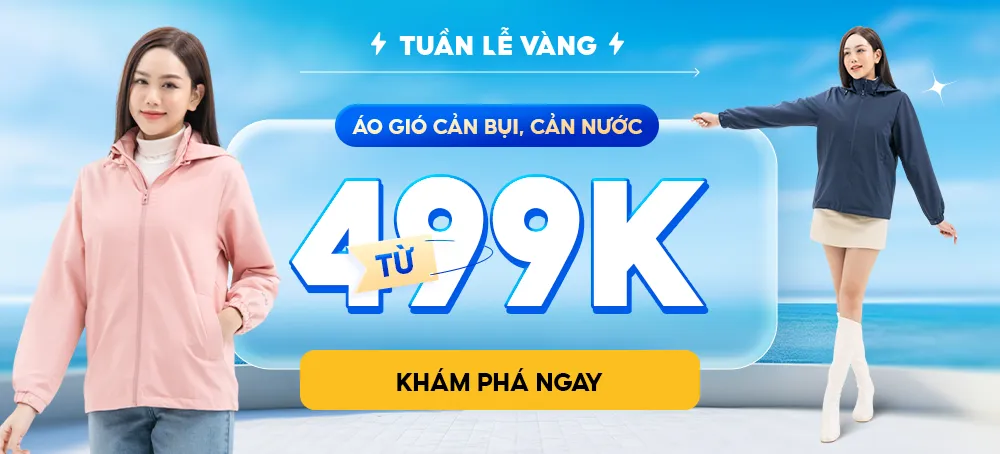 TUẦN LỄ VÀNG
ÁO GIÓ CẢN BỤI, CẢN NƯỚC
TỪ
499K
KHÁM PHÁ NGAY